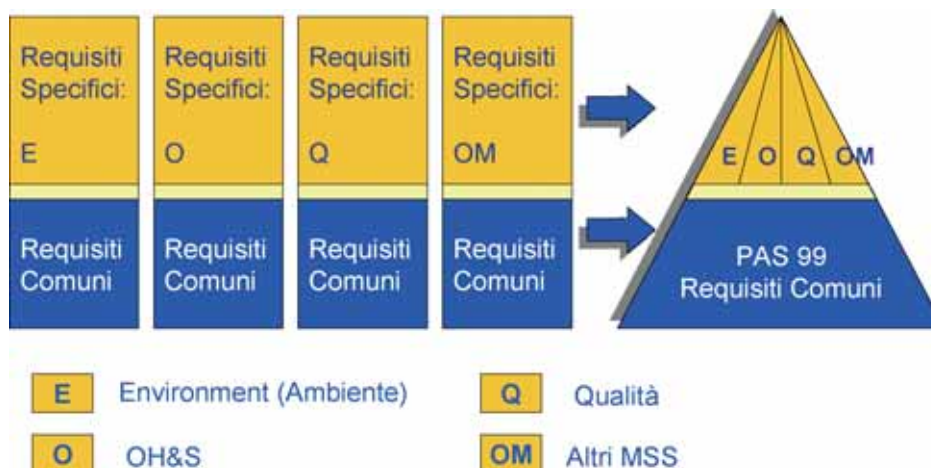 Requisiti
Specifici:
E
Requisiti
Specifici:
O
Requisiti
Specifici:
Q
Requisiti
Specifici:
OM
Requisiti
Comuni
Requisiti
Comuni
Requisiti
Comuni
Requisiti
Comuni
E O Q OM
PAS 99
Requisiti Comuni
E Environment (Ambiente)
Q Qualità
O OH&S
OM Altri MSS